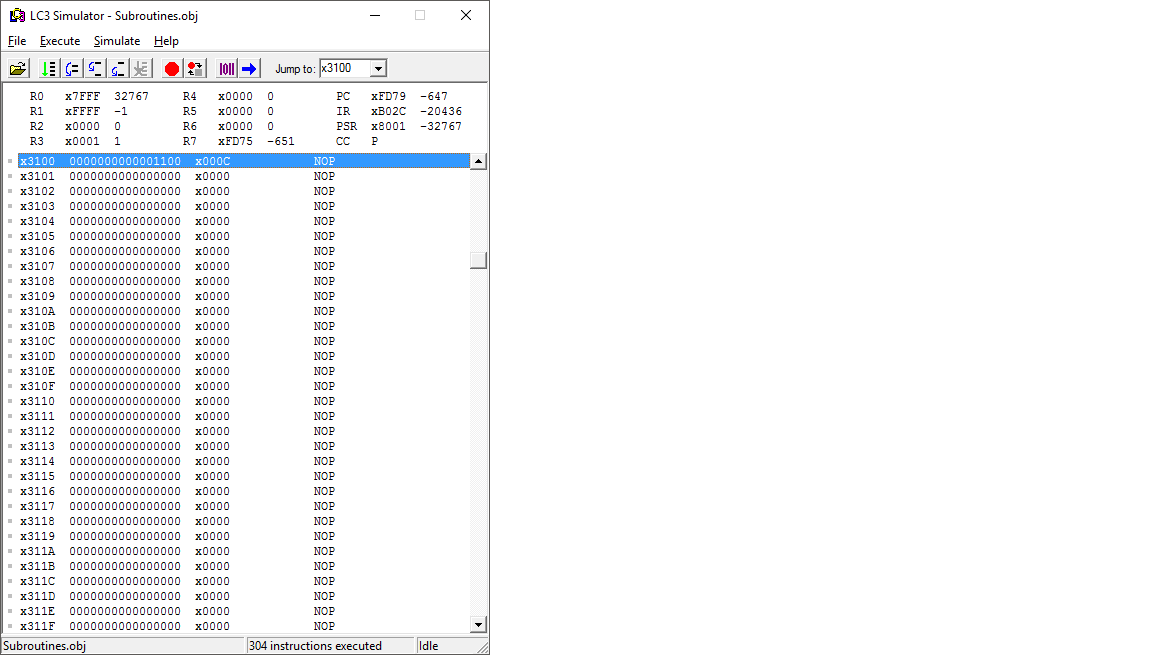 LC3 Simulator - Subroutines.obj
File Execute Simulate Help
Jump to: x3100
R0 x7FFF 32767 R4 x0000 0 PC xFD79 -647
R1 xFFFF -1 R5 x0000 0 IR xB02C -20436
R2 x0000 0 R6 x0000 0 PSR x8001 -32767
R3 x0001 1 R7 xFD75 -651 CC P
x3100 0000000000001100 x000C NOP
x3101 0000000000000000 x0000 NOP
x3102 0000000000000000 x0000 NOP
x3103 0000000000000000 x0000 NOP
x3104 0000000000000000 x0000 NOP
x3105 0000000000000000 x0000 NOP
x3106 0000000000000000 x0000 NOP
x3107 0000000000000000 x0000 NOP
x3108 0000000000000000 x0000 NOP
x3109 0000000000000000 x0000 NOP
x310A 0000000000000000 x0000 NOP
x310B 0000000000000000 x0000 NOP
x310C 0000000000000000 x0000 NOP
x310D 0000000000000000 x0000 NOP
x310E 0000000000000000 x0000 NOP
x310F 0000000000000000 x0000 NOP
x3110 0000000000000000 x0000 NOP
x3111 0000000000000000 x0000 NOP
x3112 0000000000000000 x0000 NOP
x3113 0000000000000000 x0000 NOP
x3114 0000000000000000 x0000 NOP
x3115 0000000000000000 x0000 NOP
x3116 0000000000000000 x0000 NOP
x3117 0000000000000000 x0000 NOP
x3118 0000000000000000 x0000 NOP
x3119 0000000000000000 x0000 NOP
x311A 0000000000000000 x0000 NOP
x311B 0000000000000000 x0000 NOP
x311C 0000000000000000 x0000 NOP
x311D 0000000000000000 x0000 NOP
x311E 0000000000000000 x0000 NOP
x311F 0000000000000000 x0000 NOP
Subroutines.obj 304 instructions executed Idle